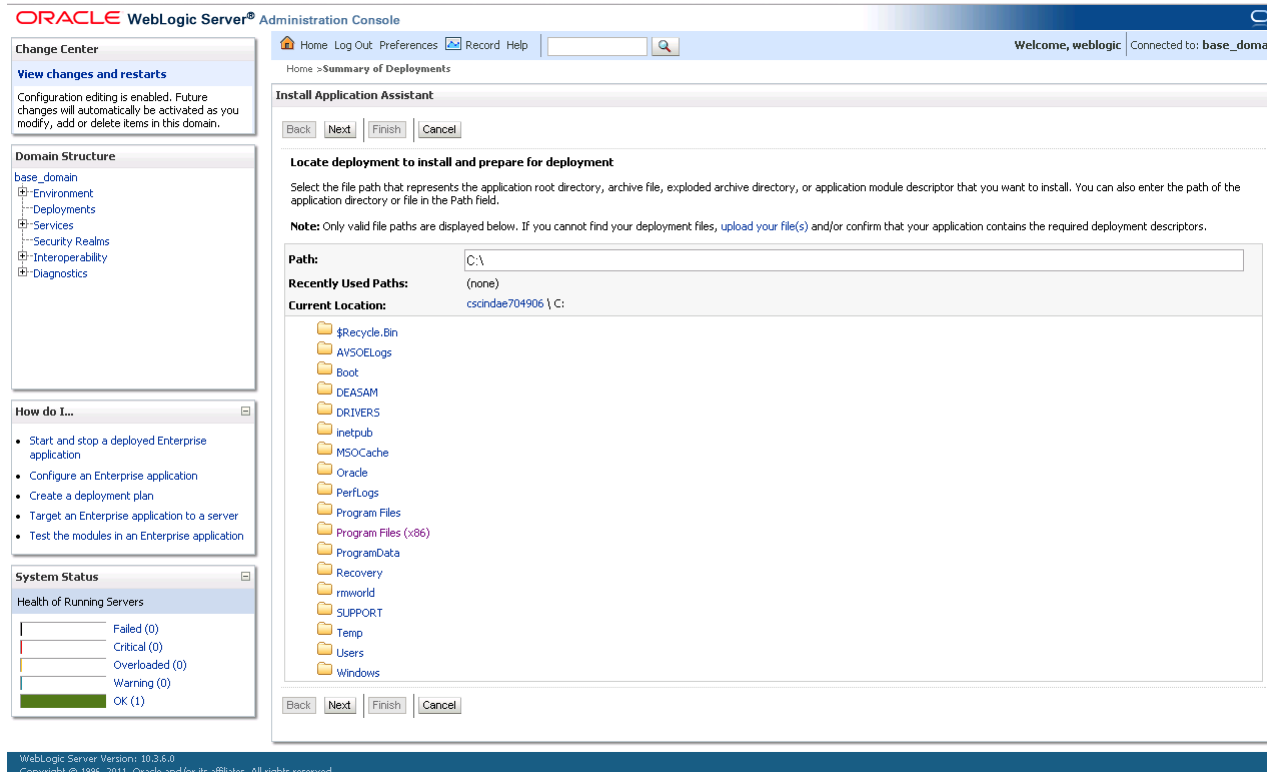 ORACLE WebLogic Server® Administration Console
Change Center
View changes and restarts
Configuration editing is enabled. Future
changes will automatically be activated as you
modify, add or delete items in this domain.
Domain Structure
base_domain
Environment
Deployments
Services
Security Realms
Interoperability
Diagnostics
How do I...
Start and stop a deployed Enterprise
application
Configure an Enterprise application
Create a deployment plan
Target an Enterprise application to a server
Test the modules in an Enterprise application
System Status
Health of Running Servers
Failed (0)
Critical (0)
Overloaded (0)
Warning (0)
OK (1)
Home Log Out Preferences Record Help
Welcome, weblogic Connected to: base_doma
Home >Summary of Deployments
Install Application Assistant
Back Next Finish Cancel
Locate deployment to install and prepare for deployment
Select the file path that represents the application root directory, archive file, exploded archive directory, or application module descriptor that you want to install. You can also enter the path of the
application directory or file in the Path field.
Note: Only valid file paths are displayed below. If you cannot find your deployment files, upload your file(s) and/or confirm that your application contains the required deployment descriptors.
Path: C:\
Recently Used Paths: (none)
Current Location: cscindae704906 \ C:
$Recycle.Bin
AVSOELogs
Boot
DEASAM
DRIVERS
inetpub
MSOCache
Oracle
PerfLogs
Program Files
Program Files (x86)
ProgramData
Recovery
rmworld
SUPPORT
Temp
Users
Windows
Back Next Finish Cancel
WebLogic Server Version: 10.3.6.0
Copyright © 1996, 2011, Oracle and/or its affiliates. All rights reserved.